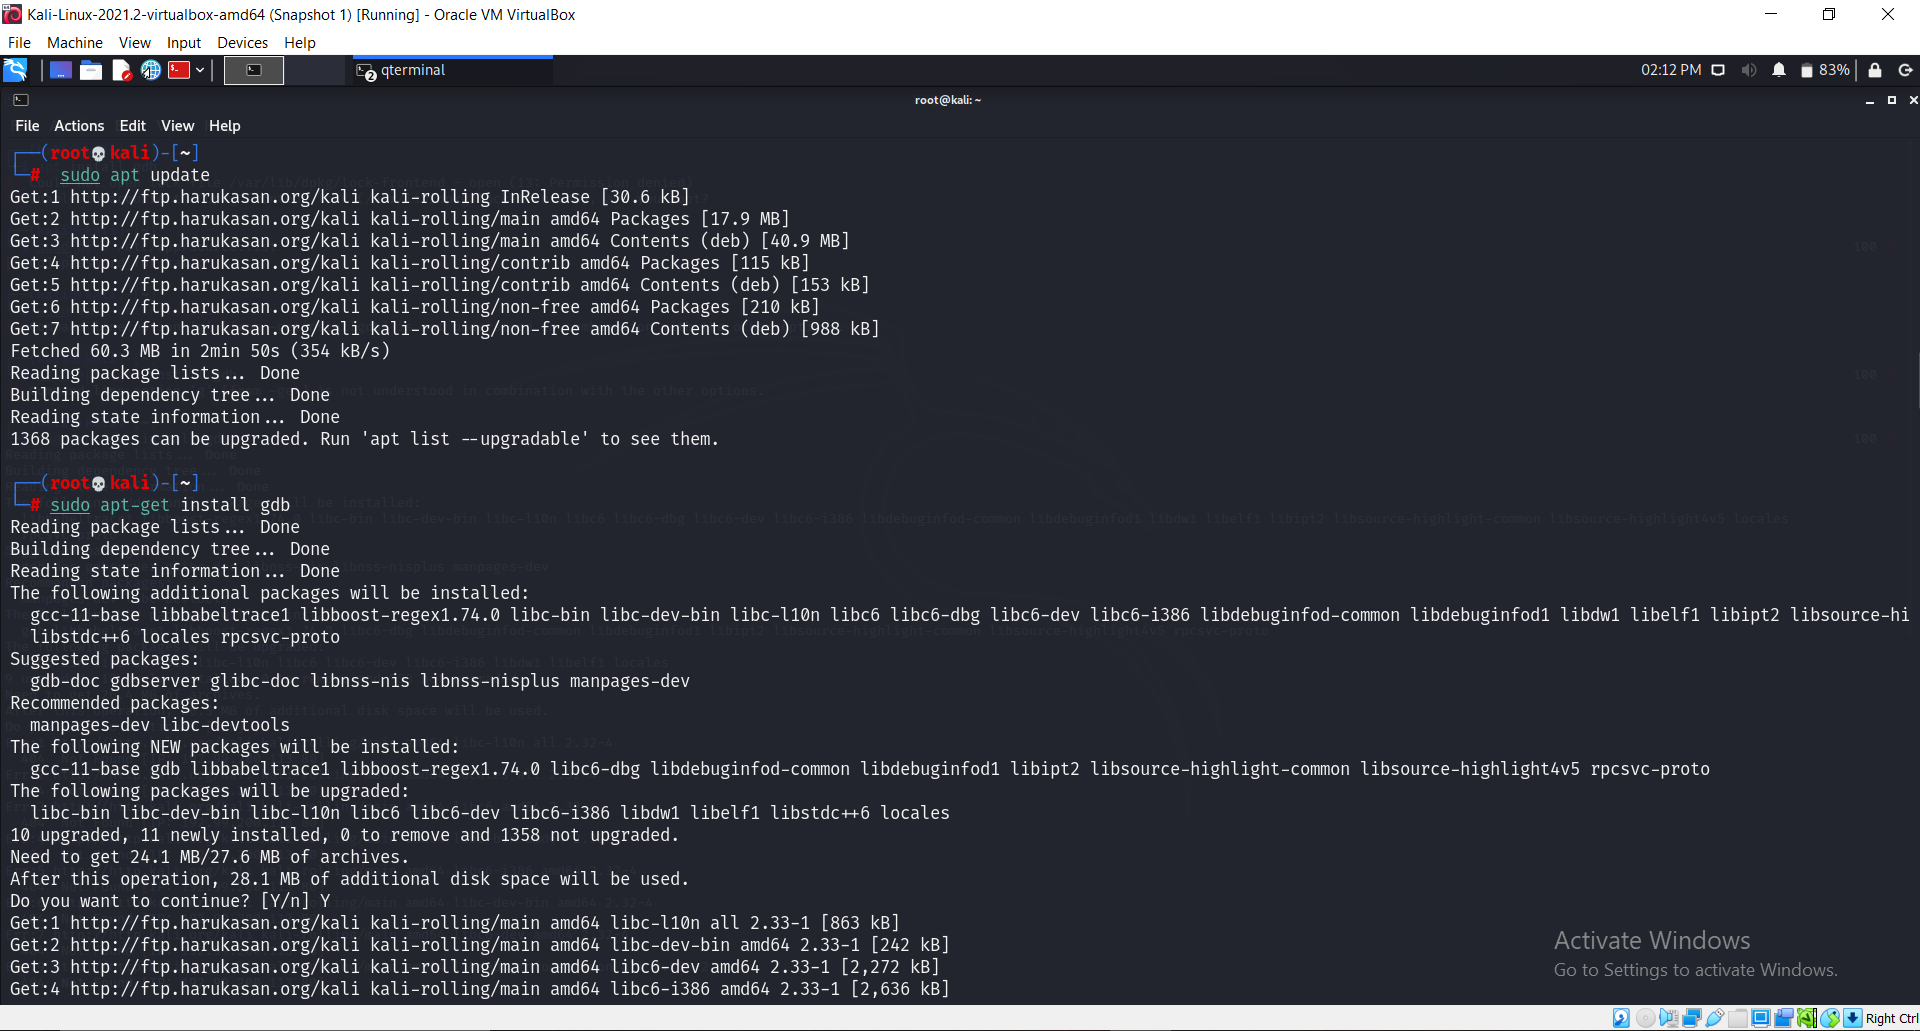 Kali-Linux-2021.2-virtualbox-amd64 (Snapshot 1) [Running] - Oracle VM VirtualBox
File Machine View Input Devices Help
2 qterminal 02:12 PM 83%
root@kali: ~
File Actions Edit View Help
┌──(root💀kali)-[~]
└─# sudo apt update
Get:1 http://ftp.harukasan.org/kali kali-rolling InRelease [30.6 kB]
Get:2 http://ftp.harukasan.org/kali kali-rolling/main amd64 Packages [17.9 MB]
Get:3 http://ftp.harukasan.org/kali kali-rolling/main amd64 Contents (deb) [40.9 MB]
Get:4 http://ftp.harukasan.org/kali kali-rolling/contrib amd64 Packages [115 kB]
Get:5 http://ftp.harukasan.org/kali kali-rolling/contrib amd64 Contents (deb) [153 kB]
Get:6 http://ftp.harukasan.org/kali kali-rolling/non-free amd64 Packages [210 kB]
Get:7 http://ftp.harukasan.org/kali kali-rolling/non-free amd64 Contents (deb) [988 kB]
Fetched 60.3 MB in 2min 50s (354 kB/s)
Reading package lists... Done
Building dependency tree... Done
Reading state information... Done
1368 packages can be upgraded. Run 'apt list --upgradable' to see them.
┌──(root💀kali)-[~]
└─# sudo apt-get install gdb
Reading package lists... Done
Building dependency tree... Done
Reading state information... Done
The following additional packages will be installed:
gcc-11-base libbabeltrace1 libboost-regex1.74.0 libc-bin libc-dev-bin libc-l10n libc6 libc6-dbg libc6-dev libc6-i386 libdebuginfod-common libdebuginfod1 libdw1 libelf1 libipt2 libsource-hi
libstdc++6 locales rpcsvc-proto
Suggested packages:
gdb-doc gdbserver glibc-doc libnss-nis libnss-nisplus manpages-dev
Recommended packages:
manpages-dev libc-devtools
The following NEW packages will be installed:
gcc-11-base gdb libbabeltrace1 libboost-regex1.74.0 libc6-dbg libdebuginfod-common libdebuginfod1 libipt2 libsource-highlight-common libsource-highlight4v5 rpcsvc-proto
The following packages will be upgraded:
libc-bin libc-dev-bin libc-l10n libc6 libc6-dev libc6-i386 libdw1 libelf1 libstdc++6 locales
10 upgraded, 11 newly installed, 0 to remove and 1358 not upgraded.
Need to get 24.1 MB/27.6 MB of archives.
After this operation, 28.1 MB of additional disk space will be used.
Do you want to continue? [Y/n] Y
Get:1 http://ftp.harukasan.org/kali kali-rolling/main amd64 libc-l10n all 2.33-1 [863 kB]
Get:2 http://ftp.harukasan.org/kali kali-rolling/main amd64 libc-dev-bin amd64 2.33-1 [242 kB]
Get:3 http://ftp.harukasan.org/kali kali-rolling/main amd64 libc6-dev amd64 2.33-1 [2,272 kB]
Get:4 http://ftp.harukasan.org/kali kali-rolling/main amd64 libc6-i386 amd64 2.33-1 [2,636 kB]
Activate Windows
Go to Settings to activate Windows.
Right Ctrl